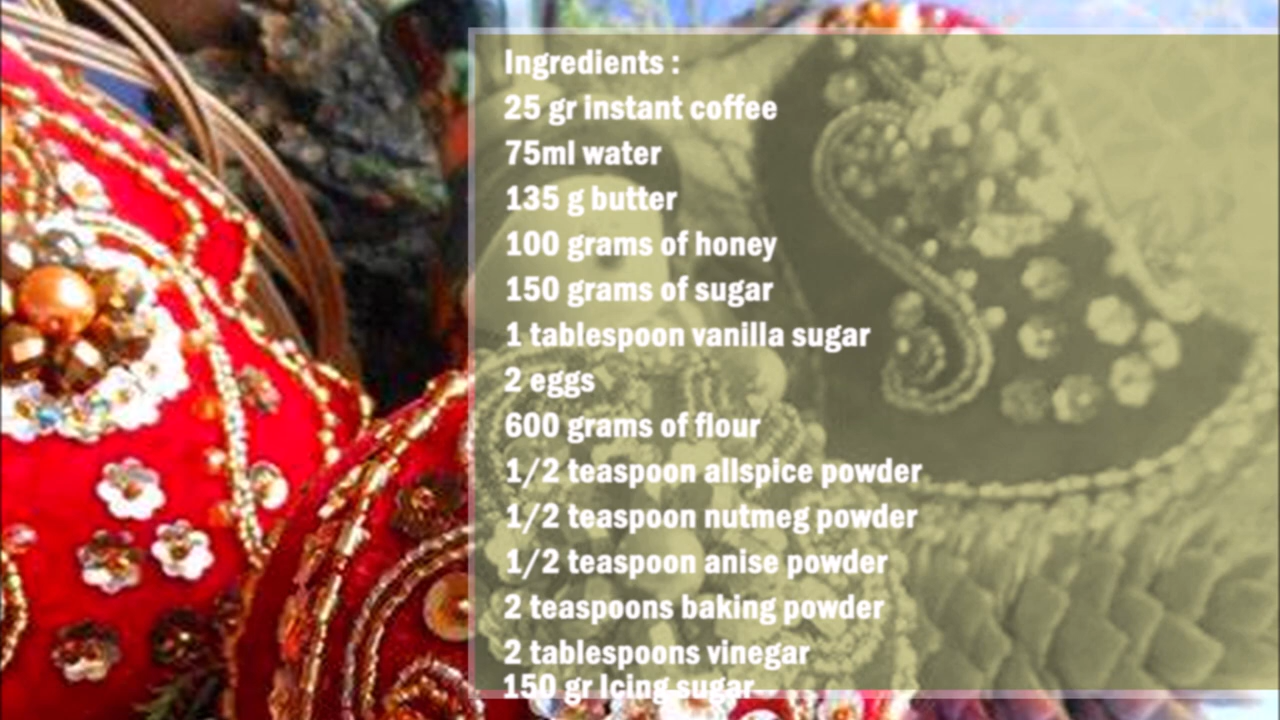 Ingredients :
25 gr instant coffee
75ml water
135 g butter
100 grams of honey
150 grams of sugar
1 tablespoon vanilla sugar
2 eggs
600 grams of flour
1/2 teaspoon allspice powder
1/2 teaspoon nutmeg powder
1/2 teaspoon anise powder
2 teaspoons baking powder
2 tablespoons vinegar
150 gr Icing sugar